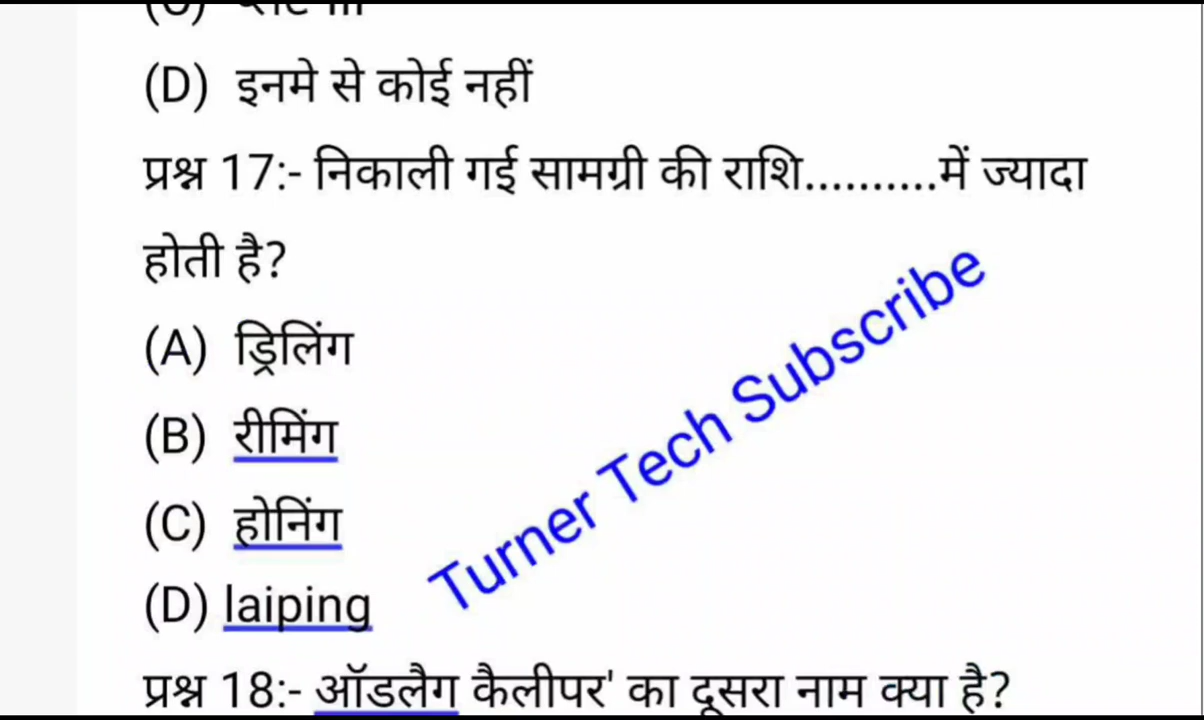 (D) इनमे से कोई नहीं
प्रश्न 17:- निकाली गई सामग्री की राशि..........में ज्यादा
होती है?
(A) ड्रिलिंग
(B) रीमिंग
(C) होनिंग
(D) laiping
Turner Tech Subscribe
प्रश्न 18:- ऑडलैग कैलीपर' का दूसरा नाम क्या है?